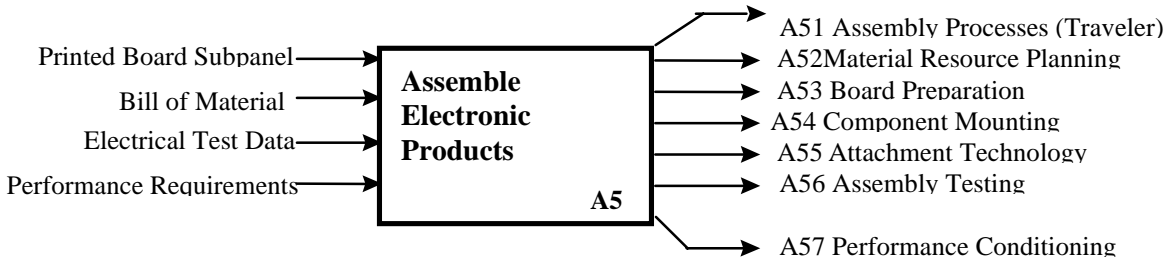 Printed Board Subpanel
Bill of Material
Electrical Test Data
Performance Requirements
Assemble
Electronic
Products
A5
A51 Assembly Processes (Traveler)
A52Material Resource Planning
A53 Board Preparation
A54 Component Mounting
A55 Attachment Technology
A56 Assembly Testing
A57 Performance Conditioning